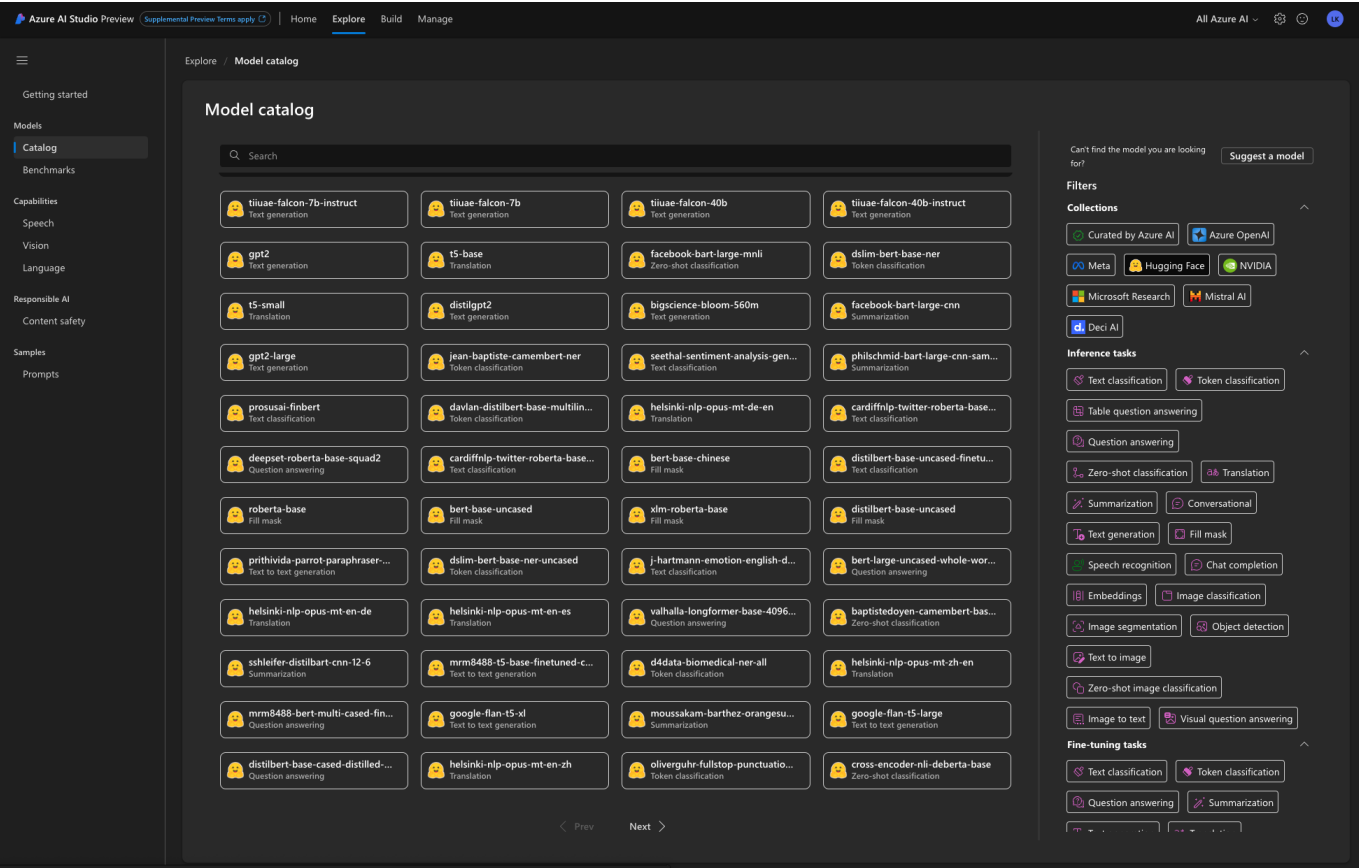 Azure AI Studio Preview Supplemental Preview Terms apply Home Explore Build Manage All Azure AI LK
Explore / Model catalog
Getting started
Models
Catalog
Benchmarks
Capabilities
Speech
Vision
Language
Responsible AI
Content safety
Samples
Prompts
Model catalog
Search
tiiuae-falcon-7b-instruct
Text generation
tiiuae-falcon-7b
Text generation
tiiuae-falcon-40b
Text generation
tiiuae-falcon-40b-instruct
Text generation
gpt2
Text generation
t5-base
Translation
facebook-bart-large-mnli
Zero-shot classification
dslim-bert-base-ner
Token classification
t5-small
Translation
distilgpt2
Text generation
bigscience-bloom-560m
Text generation
facebook-bart-large-cnn
Summarization
gpt2-large
Text generation
jean-baptiste-camembert-ner
Token classification
seethal-sentiment-analysis-gen...
Text classification
philschmid-bart-large-cnn-sam...
Summarization
prosusai-finbert
Text classification
davlan-distilbert-base-multilin...
Token classification
helsinki-nlp-opus-mt-de-en
Translation
cardiffnlp-twitter-roberta-base...
Text classification
deepset-roberta-base-squad2
Question answering
cardiffnlp-twitter-roberta-base...
Text classification
bert-base-chinese
Fill mask
distilbert-base-uncased-finetu...
Text classification
roberta-base
Fill mask
bert-base-uncased
Fill mask
xlm-roberta-base
Fill mask
distilbert-base-uncased
Fill mask
prithivida-parrot-paraphraser-...
Text to text generation
dslim-bert-base-ner-uncased
Token classification
j-hartmann-emotion-english-d...
Text classification
bert-large-uncased-whole-wor...
Question answering
helsinki-nlp-opus-mt-en-de
Translation
helsinki-nlp-opus-mt-en-es
Translation
valhalla-longformer-base-4096...
Question answering
baptistedoyen-camembert-bas...
Zero-shot classification
sshleifer-distilbart-cnn-12-6
Summarization
mrm8488-t5-base-finetuned-c...
Text to text generation
d4data-biomedical-ner-all
Token classification
helsinki-nlp-opus-mt-zh-en
Translation
mrm8488-bert-multi-cased-fin...
Question answering
google-flan-t5-xl
Text to text generation
moussakam-barthez-orangesu...
Summarization
google-flan-t5-large
Text to text generation
distilbert-base-cased-distilled-...
Question answering
helsinki-nlp-opus-mt-en-zh
Translation
oliverguhr-fullstop-punctuatio...
Token classification
cross-encoder-nli-deberta-base
Zero-shot classification
Prev Next
Can't find the model you are looking
for?
Suggest a model
Filters
Collections
Curated by Azure AI Azure OpenAI
Meta Hugging Face NVIDIA
Microsoft Research Mistral AI
Deci AI
Inference tasks
Text classification Token classification
Table question answering
Question answering
Zero-shot classification Translation
Summarization Conversational
Text generation Fill mask
Speech recognition Chat completion
Embeddings Image classification
Image segmentation Object detection
Text to image
Zero-shot image classification
Image to text Visual question answering
Fine-tuning tasks
Text classification Token classification
Question answering Summarization